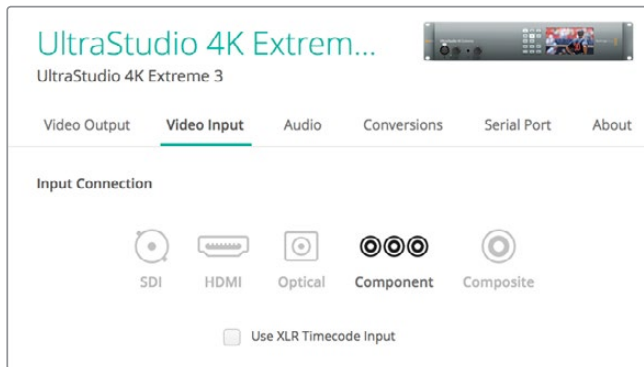 UltraStudio 4K Extrem...
UltraStudio 4K Extreme 3
Video Output Video Input Audio Conversions Serial Port About
Input Connection
SDI HDMI Optical Component Composite
Use XLR Timecode Input